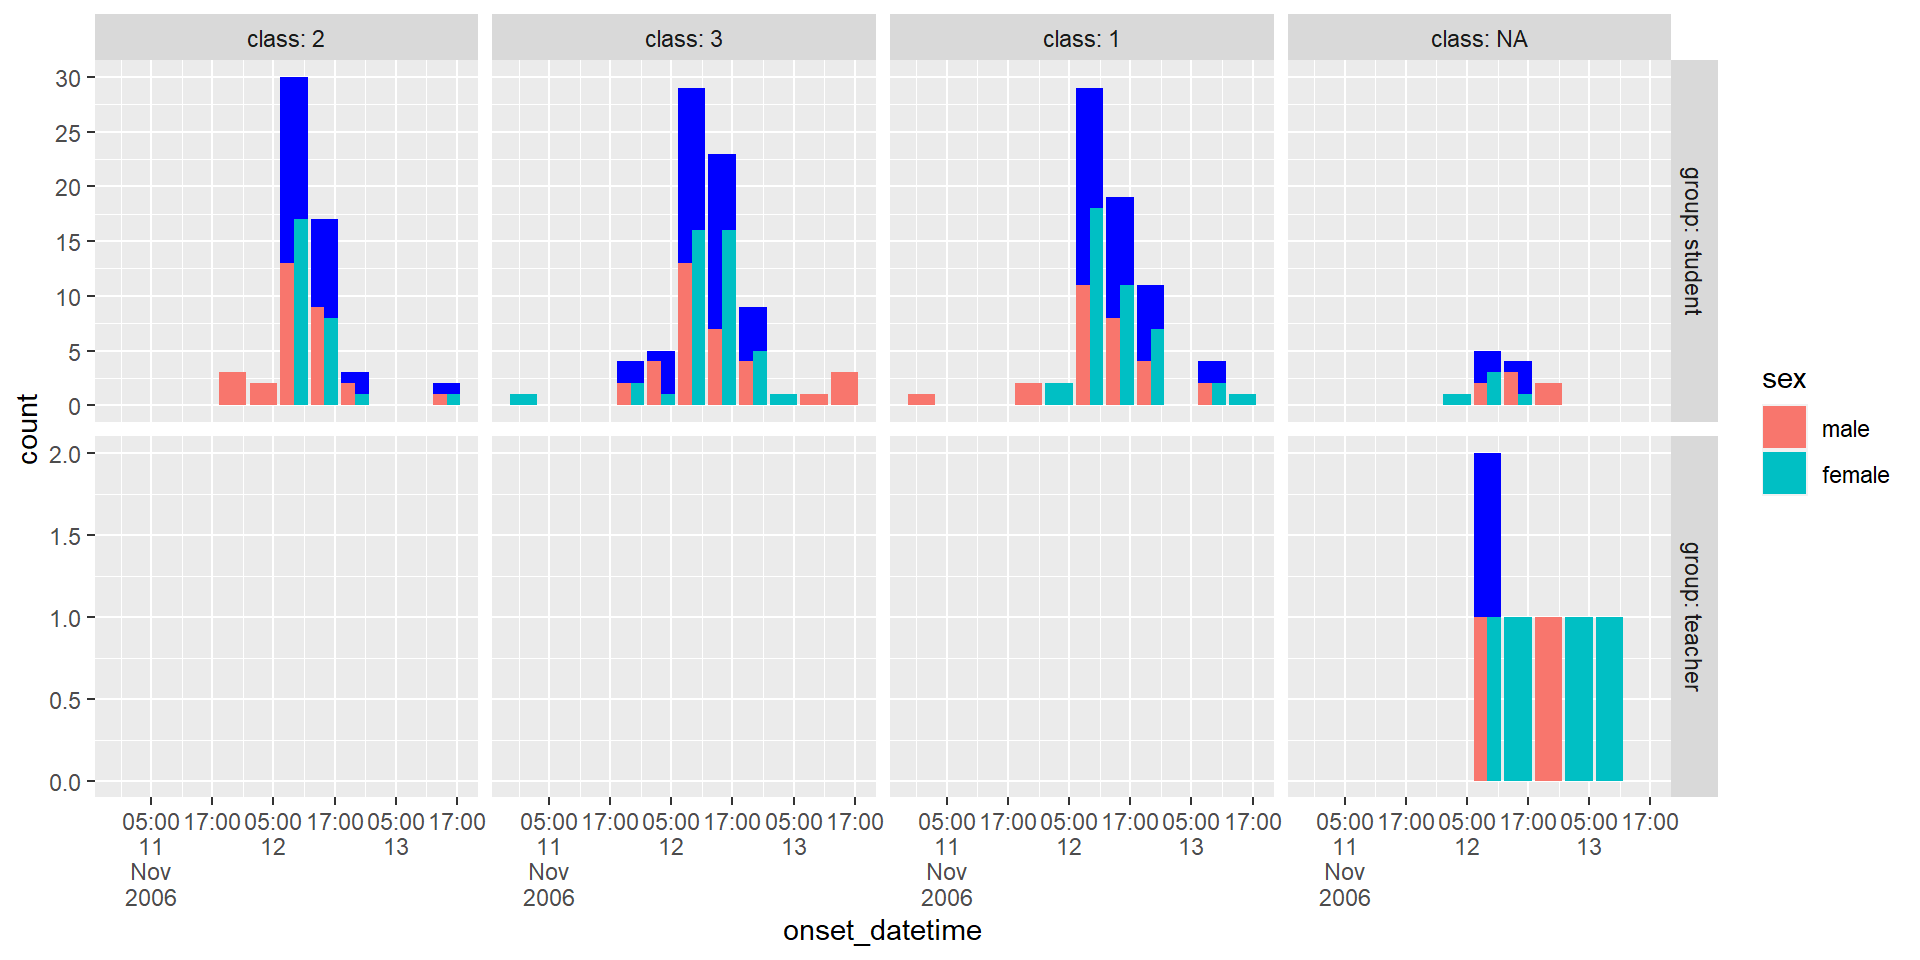 class: 2
class: 3
class: 1
class: NA
30
25
20
15
10
5
0
group: student
count
2.0
1.5
1.0
0.5
0.0
group: teacher
sex
male
female
05:00 17:00 05:00 17:00 05:00 17:00
11 12 13
Nov
2006
05:00 17:00 05:00 17:00 05:00 17:00
11 12 13
Nov
2006
05:00 17:00 05:00 17:00 05:00 17:00
11 12 13
Nov
2006
05:00 17:00 05:00 17:00 05:00 17:00
11 12 13
Nov
2006
onset_datetime